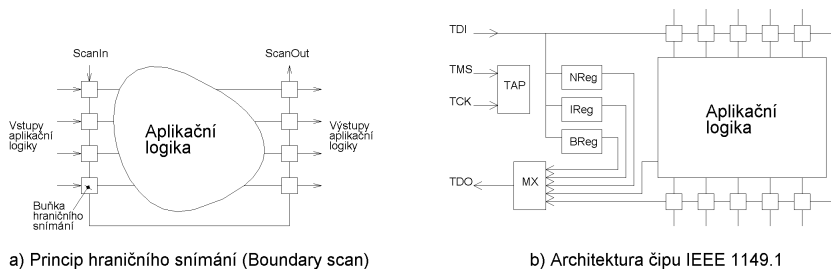 ScanIn
ScanOut
Vstupy
aplikační
logiky
Aplikační
logika
Výstupy
aplikační
logiky
Buňka
hraničního
snímání
a) Princip hraničního snímání (Boundary scan)
TDI
TMS
TCK
TAP
NReg
IReg
BReg
TDO
MX
Aplikační
logika
b) Architektura čipu IEEE 1149.1